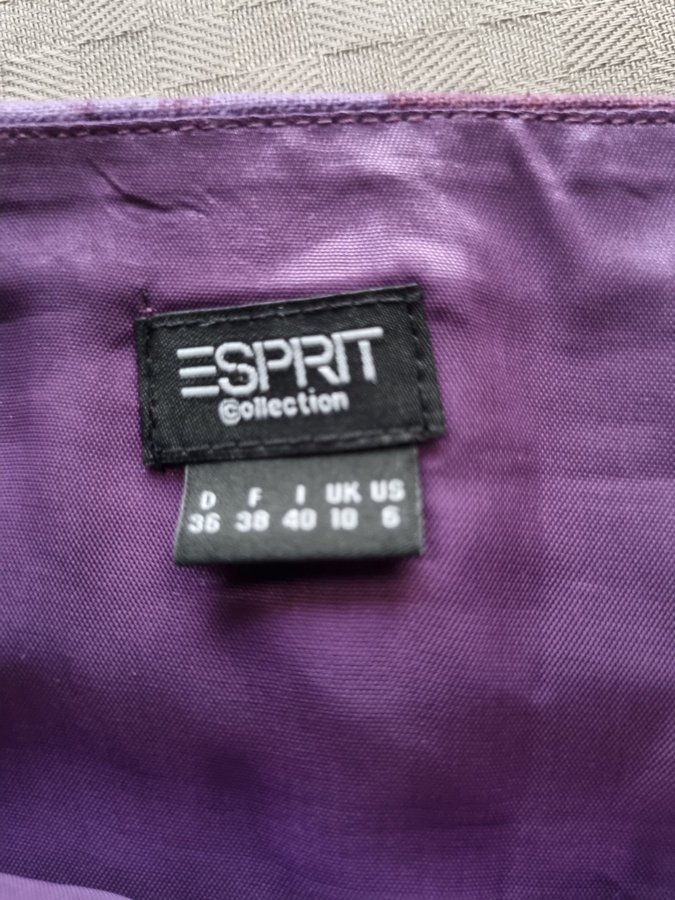 ESPRIT
Collection
D F I UK US
36 38 40 10 6